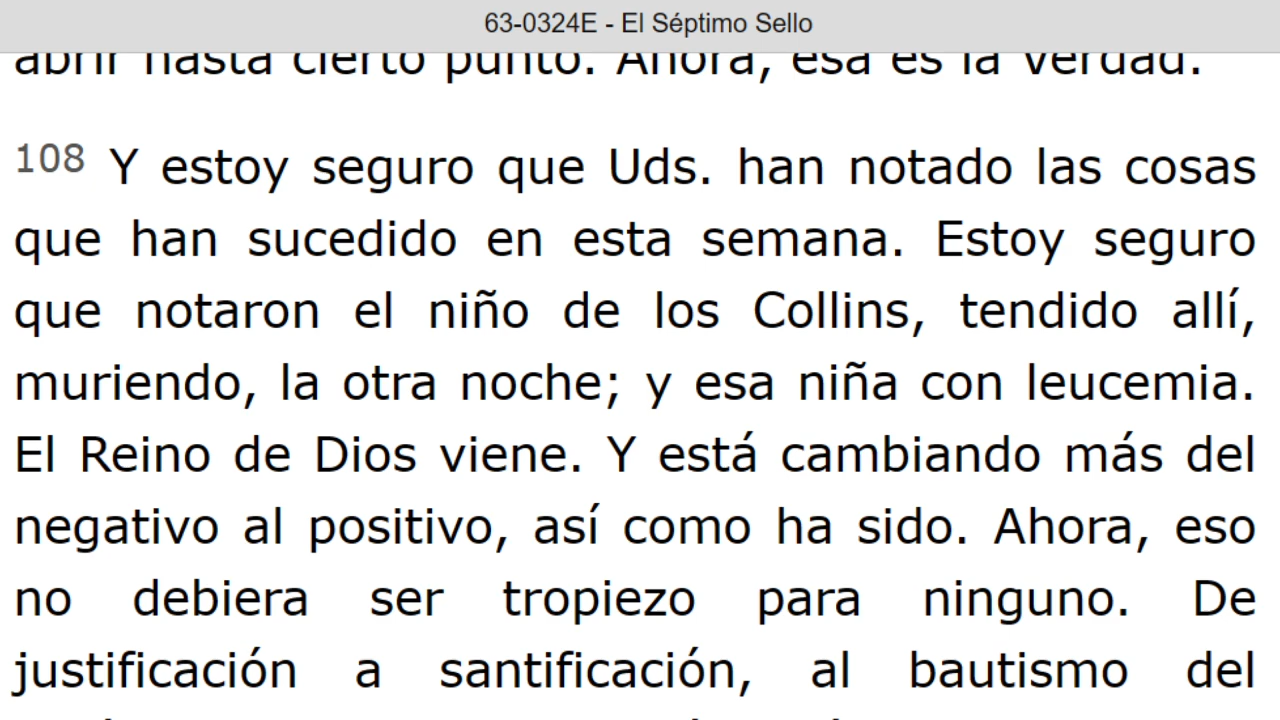 63-0324E - El Séptimo Sello
abrir hasta cierto punto. Ahora, esa es la Verdad.
108 Y estoy seguro que Uds. han notado las cosas
que han sucedido en esta semana. Estoy seguro
que notaron el niño de los Collins, tendido allí,
muriendo, la otra noche; y esa niña con leucemia.
El Reino de Dios viene. Y está cambiando más del
negativo al positivo, así como ha sido. Ahora, eso
no debiera ser tropiezo para ninguno. De
justificación a santificación, al bautismo del